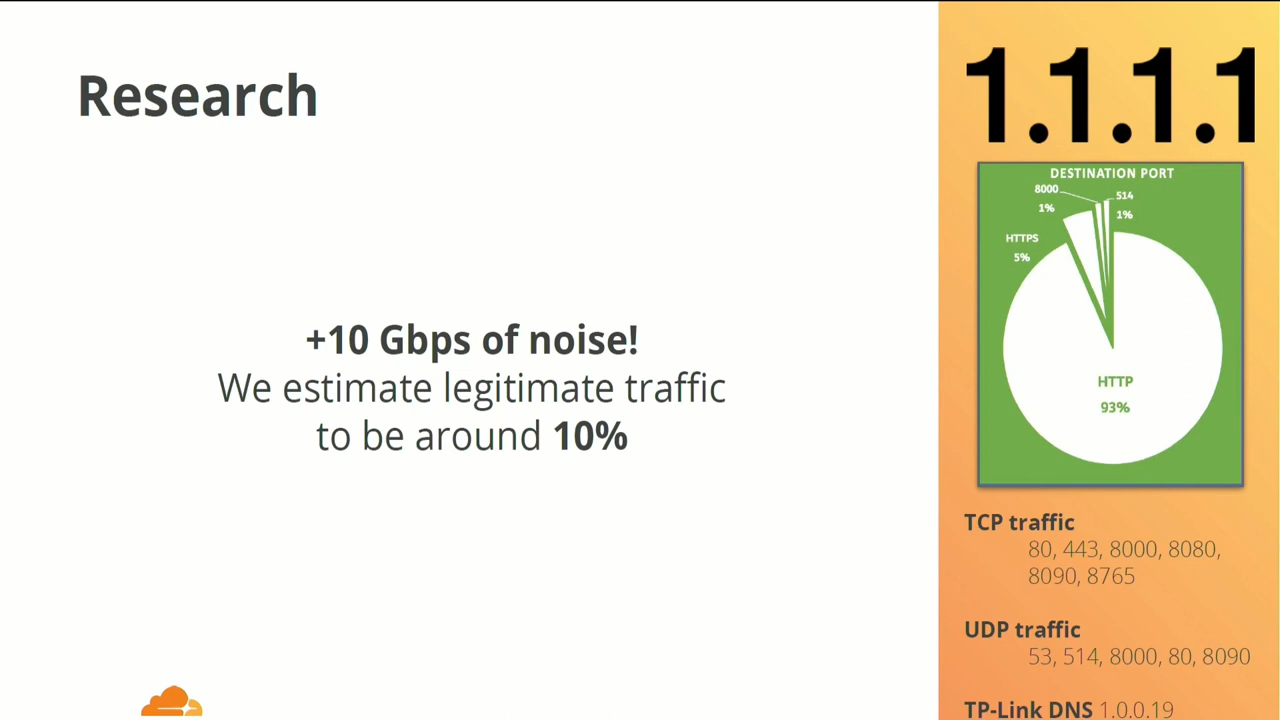 Research
+10 Gbps of noise!
We estimate legitimate traffic
to be around 10%
1.1.1.1
DESTINATION PORT
8000
1%
514
1%
HTTPS
5%
HTTP
93%
TCP traffic
80, 443, 8000, 8080,
8090, 8765
UDP traffic
53, 514, 8000, 80, 8090
TP-Link DNS 1.0.0.19